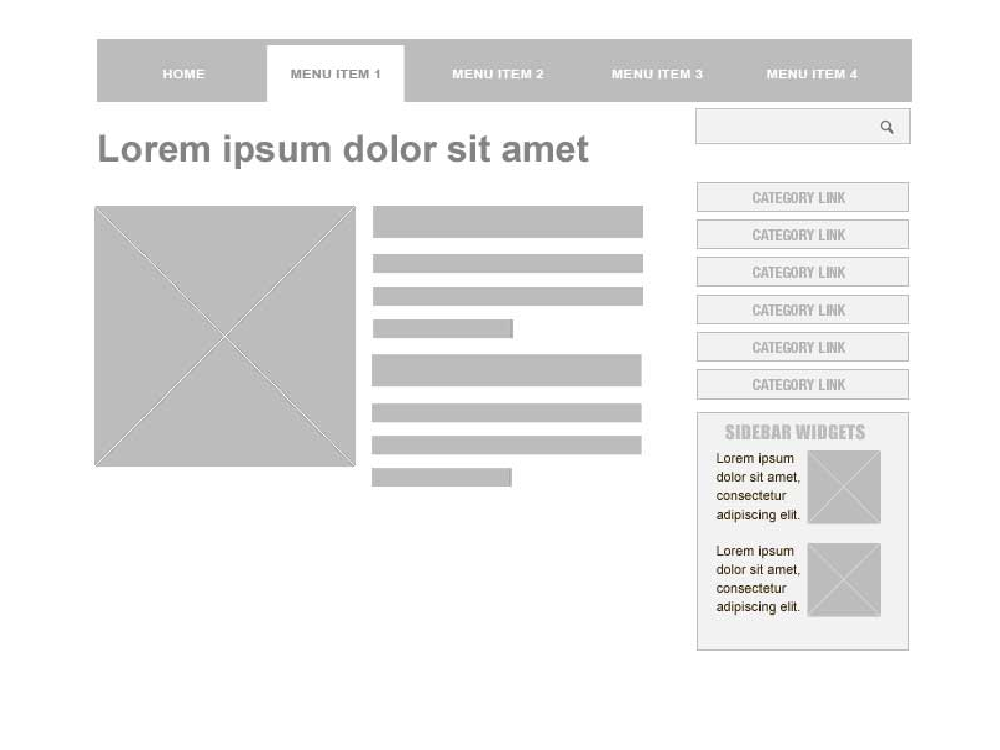 HOME
MENU ITEM 1
MENU ITEM 2
MENU ITEM 3
MENU ITEM 4
Lorem ipsum dolor sit amet
CATEGORY LINK
CATEGORY LINK
CATEGORY LINK
CATEGORY LINK
CATEGORY LINK
CATEGORY LINK
SIDEBAR WIDGETS
Lorem ipsum
dolor sit amet,
consectetur
adipiscing elit.
Lorem ipsum
dolor sit amet,
consectetur
adipiscing elit.